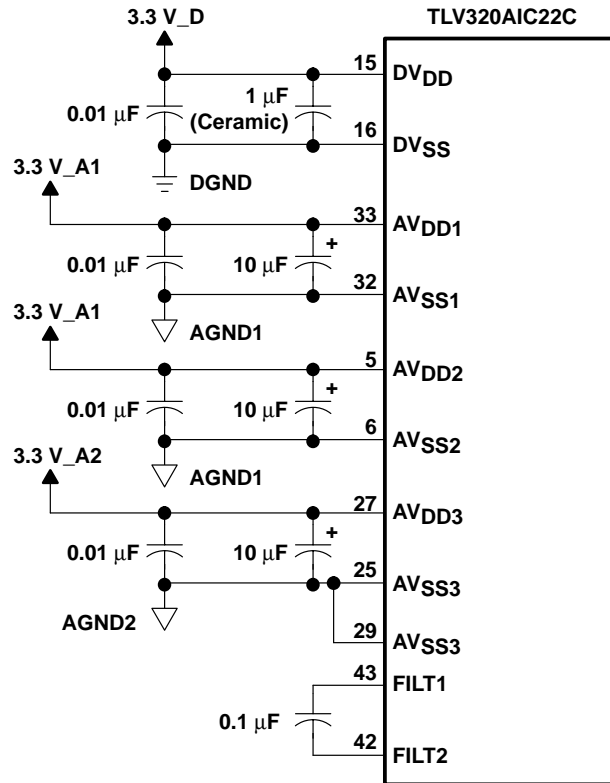 3.3 V_D
TLV320AIC22C
15
DVDD
0.01 μF
1 μF
(Ceramic)
16
DVSS
DGND
3.3 V_A1
33
AVDD1
0.01 μF
10 μF
+
32
AVSS1
AGND1
3.3 V_A1
5
AVDD2
0.01 μF
10 μF
+
6
AVSS2
AGND1
3.3 V_A2
27
AVDD3
0.01 μF
10 μF
+
25
AVSS3
AGND2
29
AVSS3
43
FILT1
0.1 μF
42
FILT2